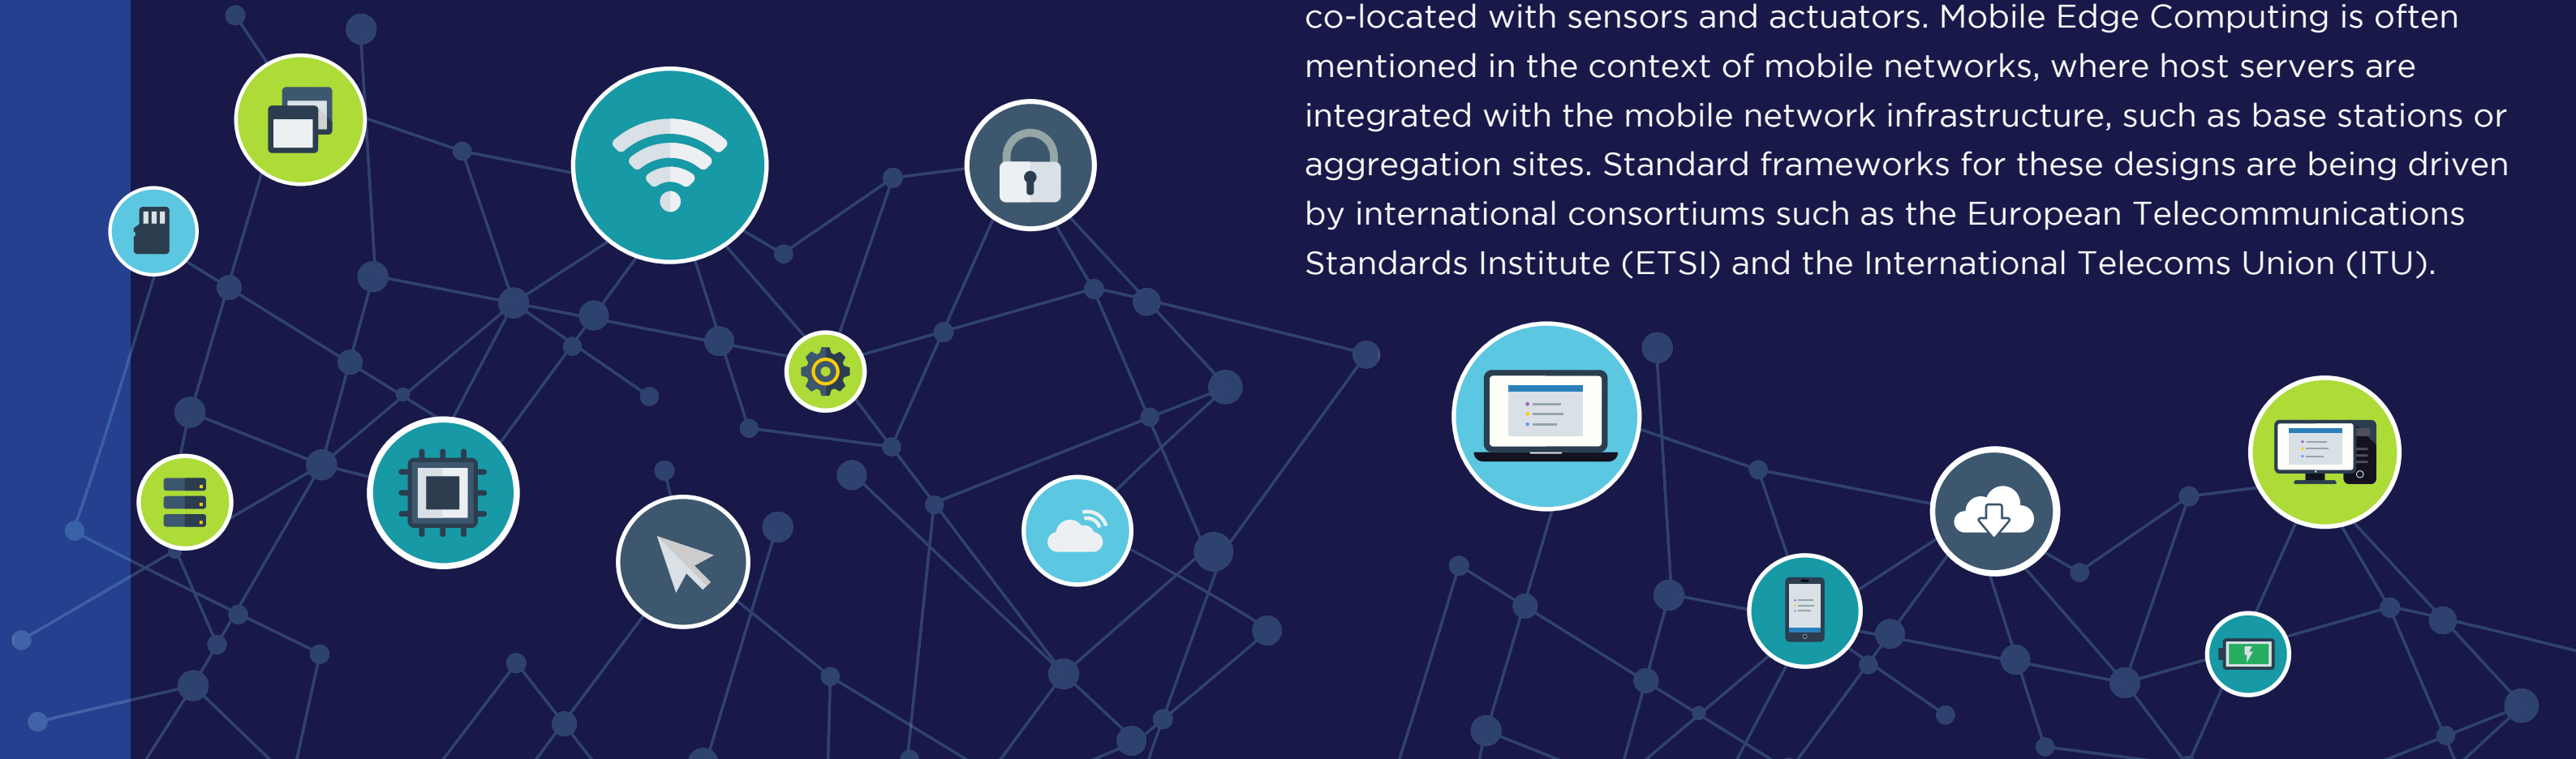 co-located with sensors and actuators. Mobile Edge Computing is often
mentioned in the context of mobile networks, where host servers are
integrated with the mobile network infrastructure, such as base stations or
aggregation sites. Standard frameworks for these designs are being driven
by international consortiums such as the European Telecommunications
Standards Institute (ETSI) and the International Telecoms Union (ITU).